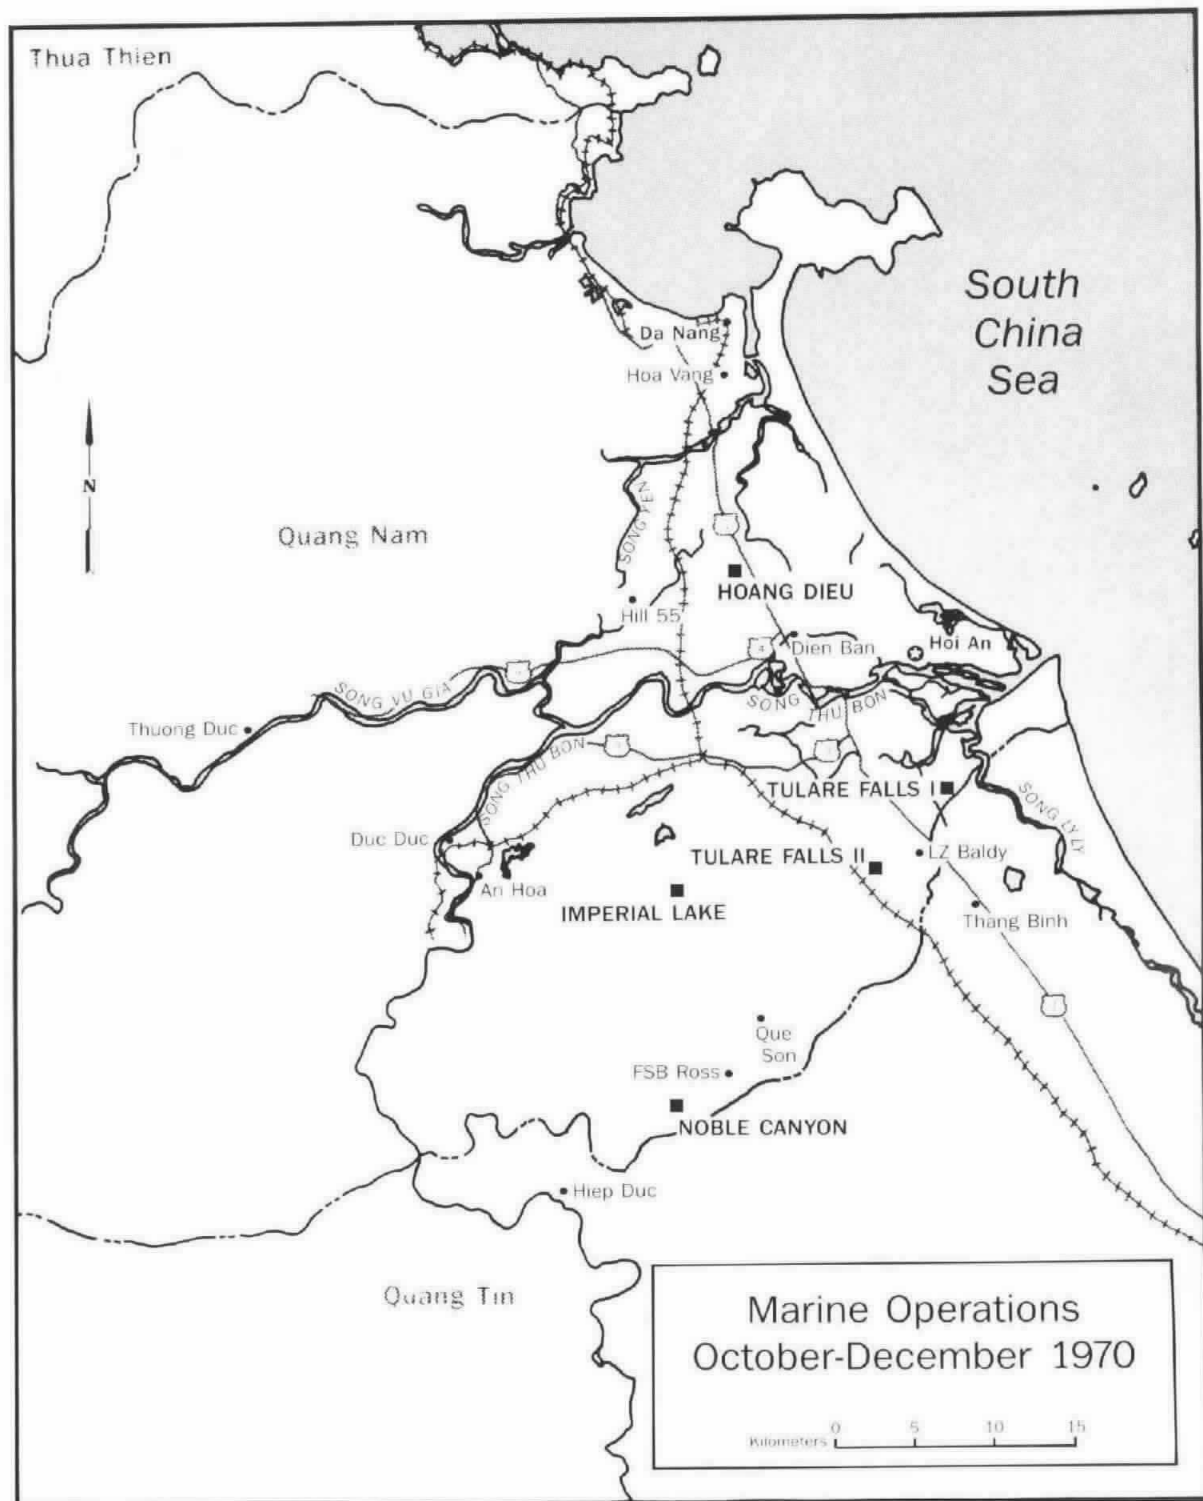 Thua Thien
South
China
Sea
Da Nang
Hoa Vang
N
SONG YEN
Quang Nam
HOANG DIEU
Hill 55
4
Dien Ban
Hoi An
SONG VU GIA
SONG
THU BON
Thuong Duc
SONG THU BON
TULARE FALLS I
SONG LY LY
Duc Duc
LZ Baldy
TULARE FALLS II
An Hoa
IMPERIAL LAKE
Thang Binh
1
Que
Son
FSB Ross
NOBLE CANYON
Hiep Duc
Quang Tin
Marine Operations
October-December 1970
0 5 10 15
Kilometers